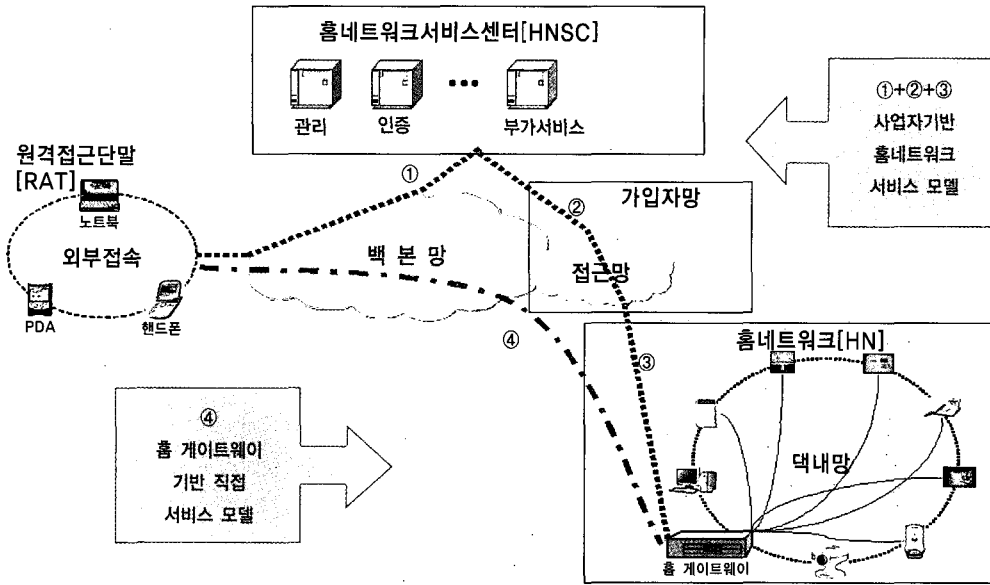 홈네트워크서비스센터[HNSC]
관리
인증
부가서비스
①+②+③
사업자기반
홈네트워크
서비스 모델
원격접근단말
[RAT]
노트북
외부접속
PDA
핸드폰
①
②
가입자망
백본망
접근망
④
③
홈네트워크[HN]
댁내망
홈 게이트웨이
④
홈 게이트웨이
기반 직접
서비스 모델